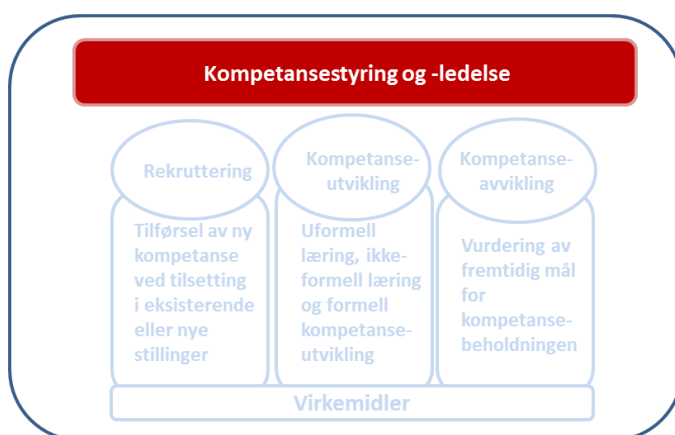 Kompetansestyring og -ledelse
Rekruttering
Kompetanse-
utvikling
Kompetanse-
avvikling
Tilførsel av ny
kompetanse
ved tilsetting
i eksisterende
eller nye
stillinger
Uformell
læring, ikke-
formell læring
og formell
kompetanse-
utvikling
Vurdering av
fremtidig mål
for
kompetanse-
beholdningen
Virkemidler